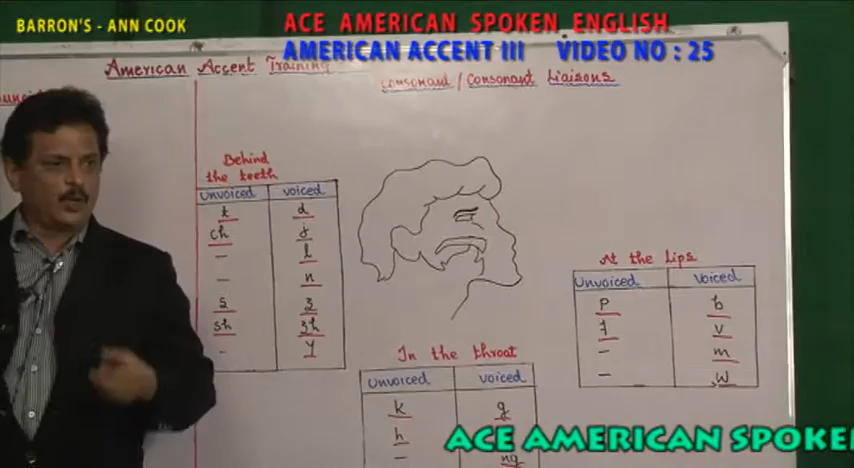 BARRON'S - ANN COOK
ACE AMERICAN SPOKEN ENGLISH
AMERICAN ACCENT III VIDEO NO : 25
American Accent Training
Consonant / Consonant Liaisons
Behind
the teeth
Unvoiced voiced
t d
ch j
- l
- n
s z
sh zh
- y
At the Lips
Unvoiced Voiced
p b
f v
- m
- w
In the throat
Unvoiced voiced
k g
h
- ng
ACE AMERICAN SPOKE